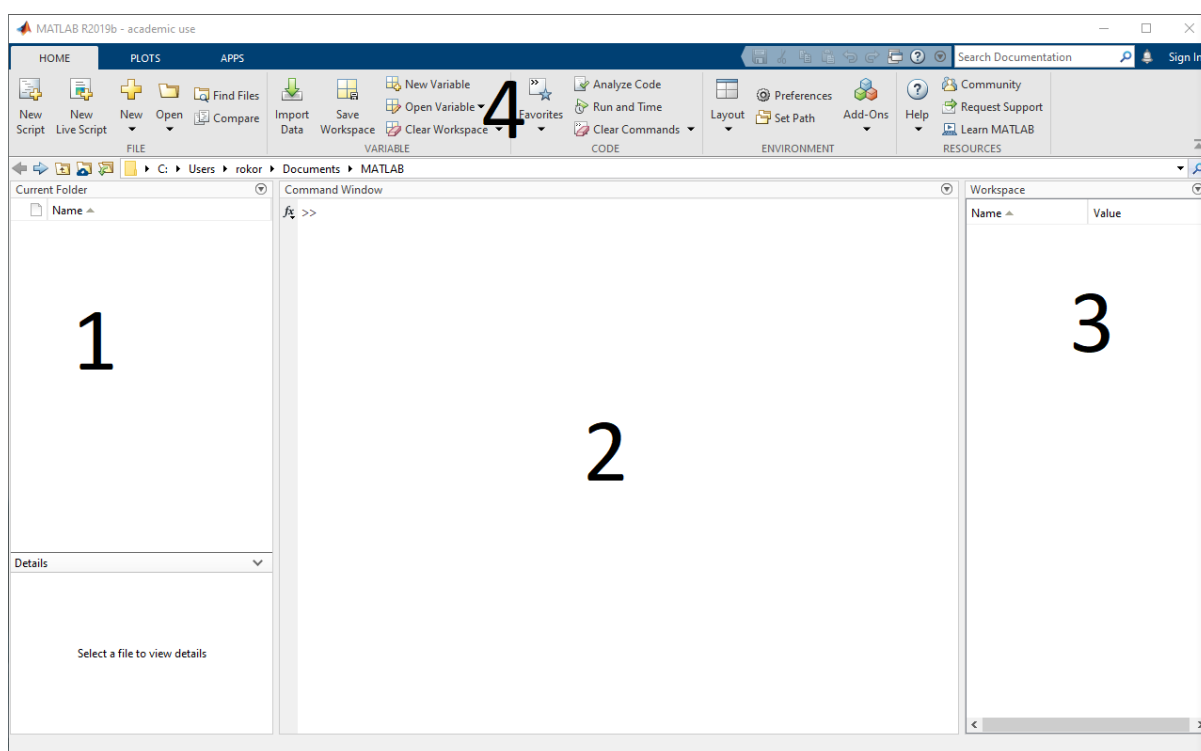 MATLAB R2019b - academic use
HOME PLOTS APPS
Search Documentation
Sign In
New Script
New Live Script
New
Open
Find Files
Compare
FILE
Import Data
Save Workspace
New Variable
Open Variable
Clear Workspace
VARIABLE
4
Favorites
Analyze Code
Run and Time
Clear Commands
CODE
Layout
Preferences
Set Path
Add-Ons
ENVIRONMENT
Help
Community
Request Support
Learn MATLAB
RESOURCES
C: Users rokor Documents MATLAB
Current Folder
Name
1
Details
Select a file to view details
Command Window
fx >>
2
Workspace
Name Value
3